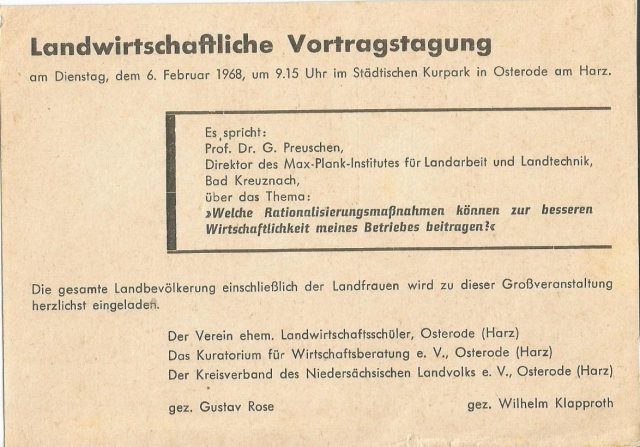 Landwirtschaftliche Vortragstagung
am Dienstag, dem 6. Februar 1968, um 9.15 Uhr im Städtischen Kurpark in Osterode am Harz.
Es spricht:
Prof. Dr. G. Preuschen,
Direktor des Max-Plank-Institutes für Landarbeit und Landtechnik,
Bad Kreuznach,
über das Thema:
»Welche Rationalisierungsmaßnahmen können zur besseren
Wirtschaftlichkeit meines Betriebes beitragen?«
Die gesamte Landbevölkerung einschließlich der Landfrauen wird zu dieser Großveranstaltung
herzlichst eingeladen.
Der Verein ehem. Landwirtschaftsschüler, Osterode (Harz)
Das Kuratorium für Wirtschaftsberatung e. V., Osterode (Harz)
Der Kreisverband des Niedersächsischen Landvolks e. V., Osterode (Harz)
gez. Gustav Rose gez. Wilhelm Klapproth